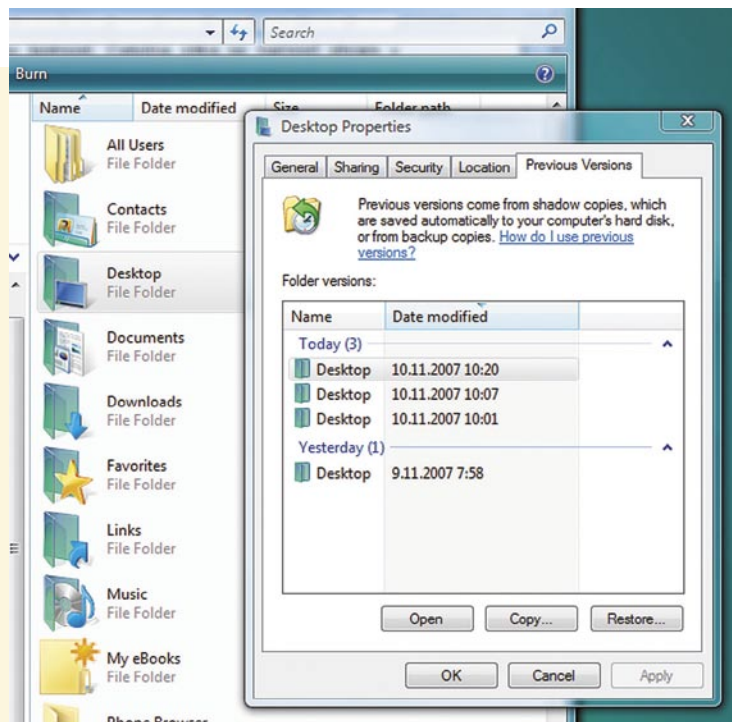 Search
Burn
Name Date modified Size Folder path
All Users
File Folder
Contacts
File Folder
Desktop
File Folder
Documents
File Folder
Downloads
File Folder
Favorites
File Folder
Links
File Folder
Music
File Folder
My eBooks
File Folder
Phone Browser
Desktop Properties
General Sharing Security Location Previous Versions
Previous versions come from shadow copies, which
are saved automatically to your computer's hard disk,
or from backup copies. How do I use previous
versions?
Folder versions:
Name Date modified
Today (3)
Desktop 10.11.2007 10:20
Desktop 10.11.2007 10:07
Desktop 10.11.2007 10:01
Yesterday (1)
Desktop 9.11.2007 7:58
Open Copy... Restore...
OK Cancel Apply